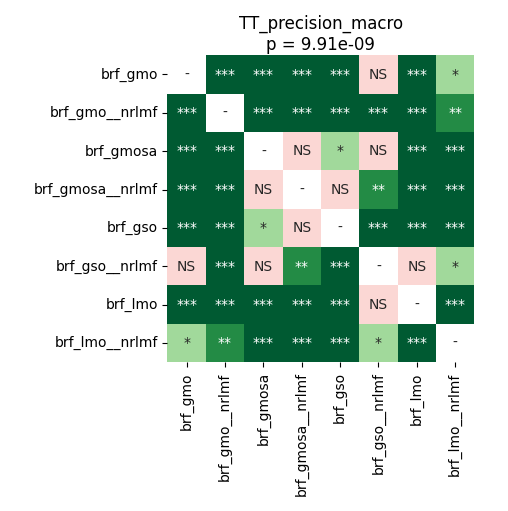 TT_precision_macro
p = 9.91e-09
brf_gmo - *** *** *** *** NS *** *
brf_gmo__nrlmf *** - *** *** *** *** *** **
brf_gmosa *** *** - NS * NS *** ***
brf_gmosa__nrlmf *** *** NS - NS ** *** ***
brf_gso *** *** * NS - *** *** ***
brf_gso__nrlmf NS *** NS ** *** - NS *
brf_lmo *** *** *** *** *** NS - ***
brf_lmo__nrlmf * ** *** *** *** * *** -
brf_gmo
brf_gmo__nrlmf
brf_gmosa
brf_gmosa__nrlmf
brf_gso
brf_gso__nrlmf
brf_lmo
brf_lmo__nrlmf